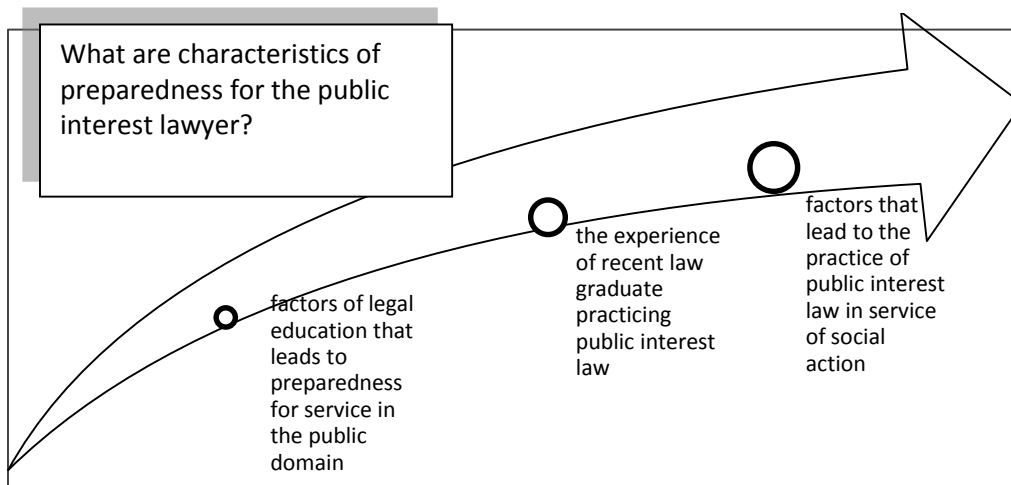 What are characteristics of
preparedness for the public
interest lawyer?
factors of legal
education that
leads to
preparedness
for service in
the public
domain
the experience
of recent law
graduate
practicing
public interest
law
factors that
lead to the
practice of
public interest
law in service
of social
action